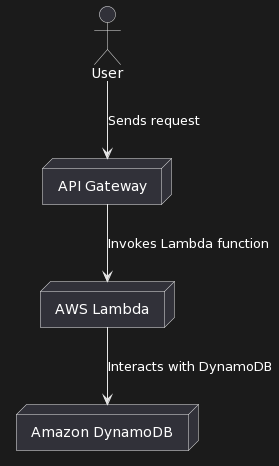 User
Sends request
API Gateway
Invokes Lambda function
AWS Lambda
Interacts with DynamoDB
Amazon DynamoDB